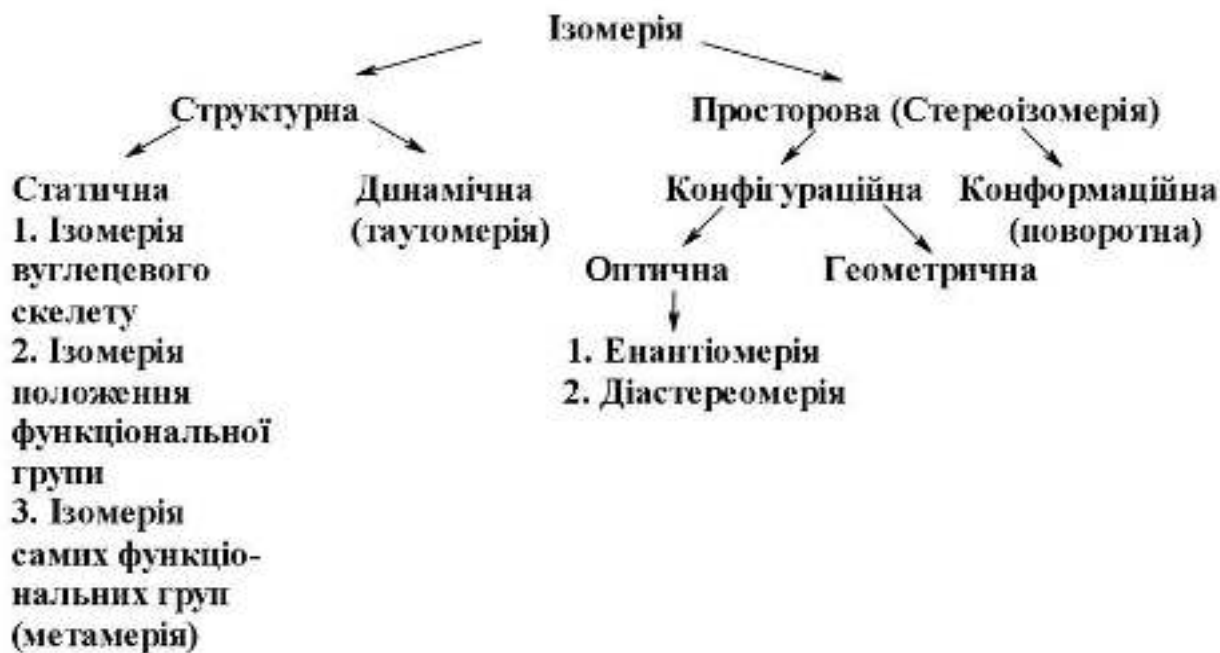 Ізомерія
Структурна
Просторова (Стереоізомерія)
Статична
1. Ізомерія
вуглецевого
скелету
2. Ізомерія
положення
функціональної
групи
3. Ізомерія
самих функціо-
нальних груп
(метамерія)
Динамічна
(таутомерія)
Конфігураційна
Конформаційна
(поворотна)
Оптична
Геометрична
1. Енантіомерія
2. Діастереомерія